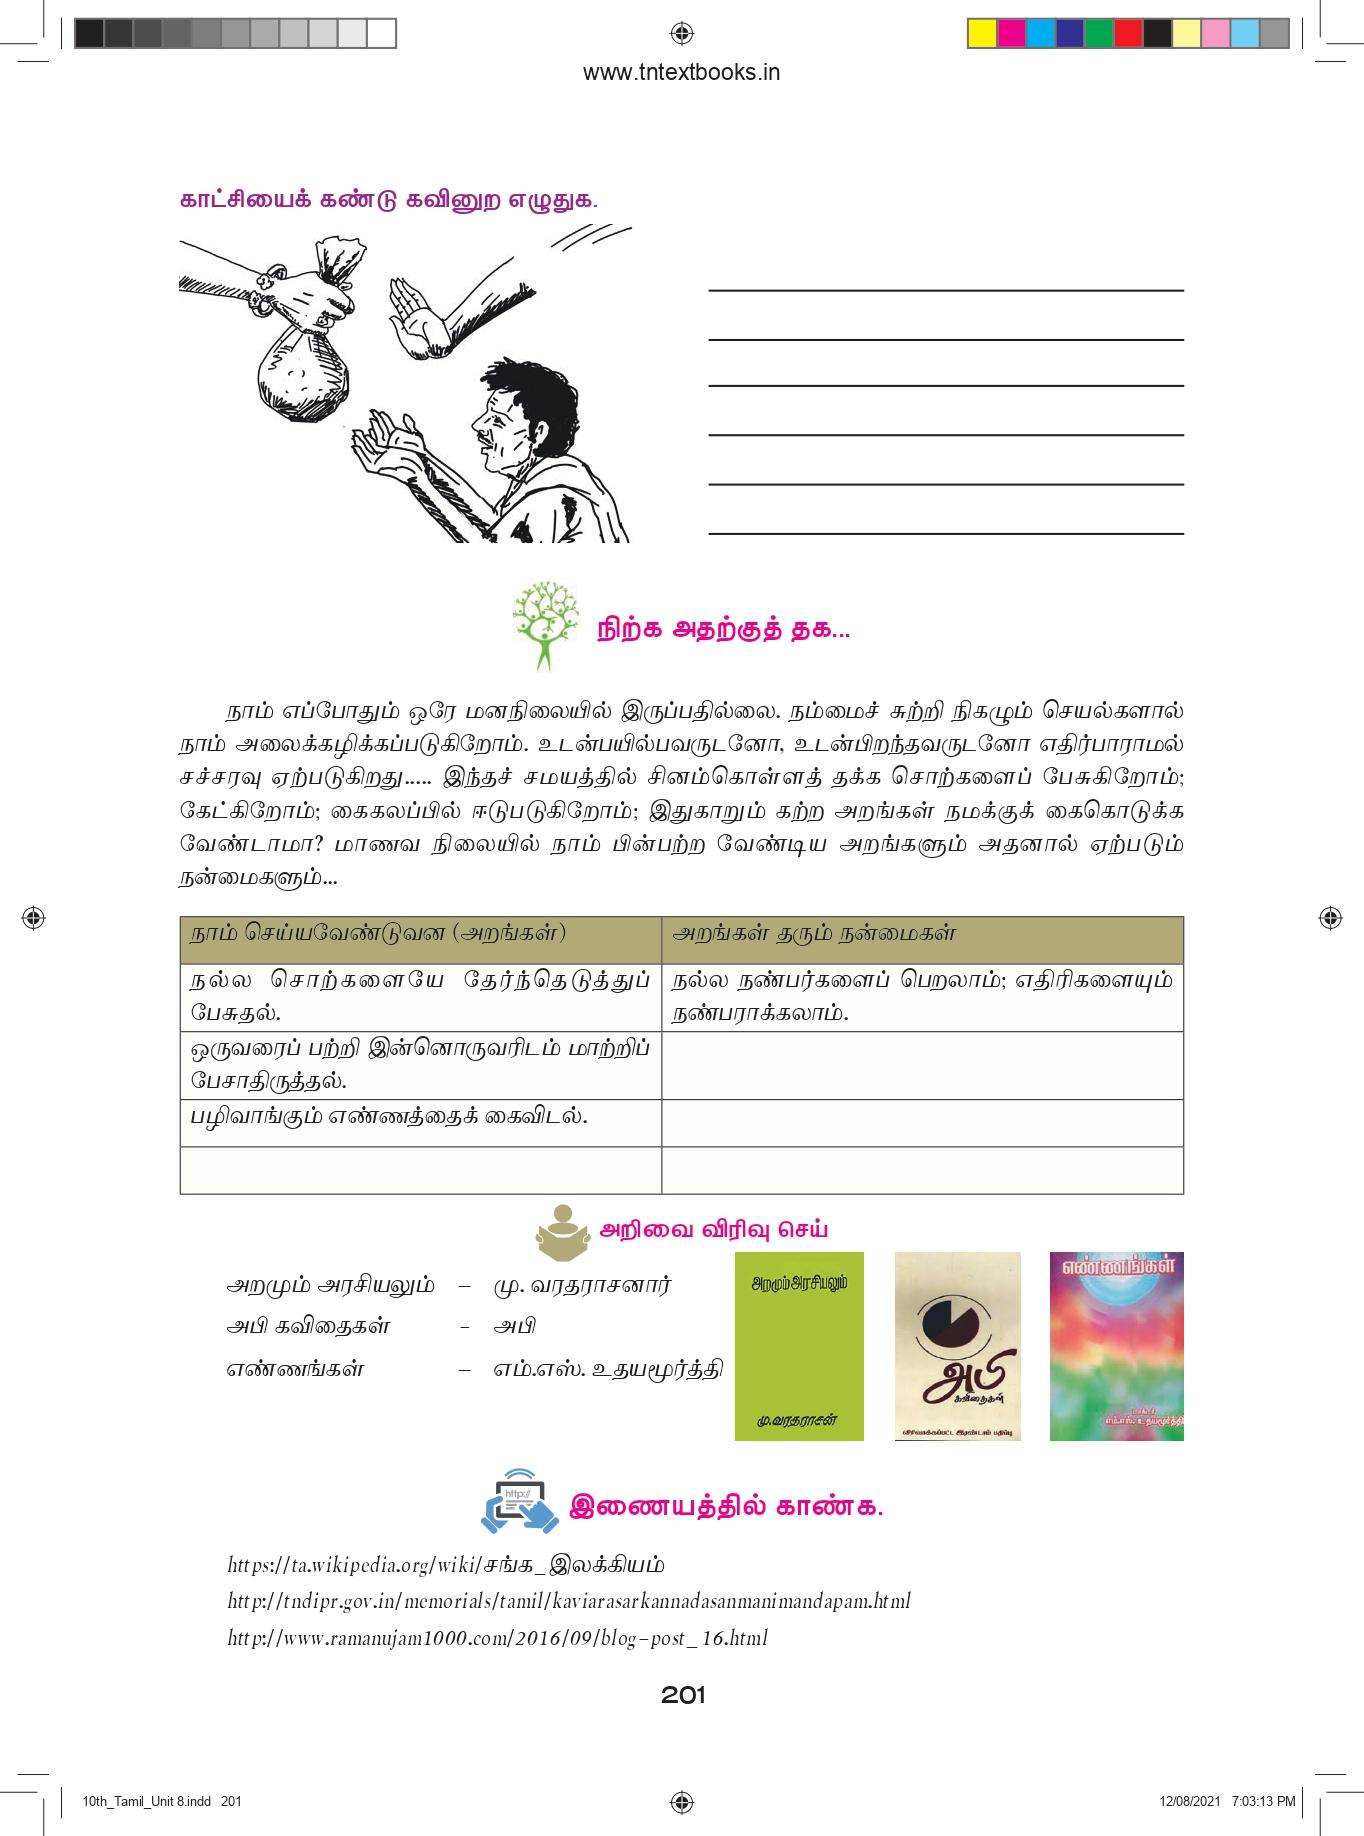 www.tntextbooks.in
காட்சியைக் கண்டு கவினுற எழுதுக.
நிற்க அதற்குத் தக...
நாம் எப்போதும் ஒரே மனநிலையில் இருப்பதில்லை. நம்மைச் சுற்றி நிகழும் செயல்களால்
நாம் அலைக்கழிக்கப்படுகிறோம். உடன்பயில்பவருடனோ, உடன்பிறந்தவருடனோ எதிர்பாராமல்
சச்சரவு ஏற்படுகிறது..... இந்தச் சமயத்தில் சினம்கொள்ளத் தக்க சொற்களைப் பேசுகிறோம்;
கேட்கிறோம்; கைகலப்பில் ஈடுபடுகிறோம்; இதுகாறும் கற்ற அறங்கள் நமக்குக் கைகொடுக்க
வேண்டாமா? மாணவ நிலையில் நாம் பின்பற்ற வேண்டிய அறங்களும் அதனால் ஏற்படும்
நன்மைகளும்...
நாம் செய்யவேண்டுவன (அறங்கள்)
அறங்கள் தரும் நன்மைகள்
நல்ல சொற்களையே தேர்ந்தெடுத்துப்
பேசுதல்.
நல்ல நண்பர்களைப் பெறலாம்; எதிரிகளையும்
நண்பராக்கலாம்.
ஒருவரைப் பற்றி இன்னொருவரிடம் மாற்றிப்
பேசாதிருத்தல்.
பழிவாங்கும் எண்ணத்தைக் கைவிடல்.
அறிவை விரிவு செய்
அறமும் அரசியலும் – மு. வரதராசனார்
அபி கவிதைகள் - அபி
எண்ணங்கள் – எம்.எஸ். உதயமூர்த்தி
அறமும் அரசியலும்
மு.வரதராசன்
அபி
கவிதைகள்
விரிவாக்கப்பட்ட இரண்டாம் பதிப்பு
எண்ணங்கள்
எம்.எஸ். உதயமூர்த்தி
http://
இணையத்தில் காண்க.
https://ta.wikipedia.org/wiki/சங்க_இலக்கியம்
http://tndipr.gov.in/memorials/tamil/kaviarasarkannadasanmanimandapam.html
http://www.ramanujam1000.com/2016/09/blog-post_16.html
201
10th_Tamil_Unit 8.indd 201
12/08/2021 7:03:13 PM